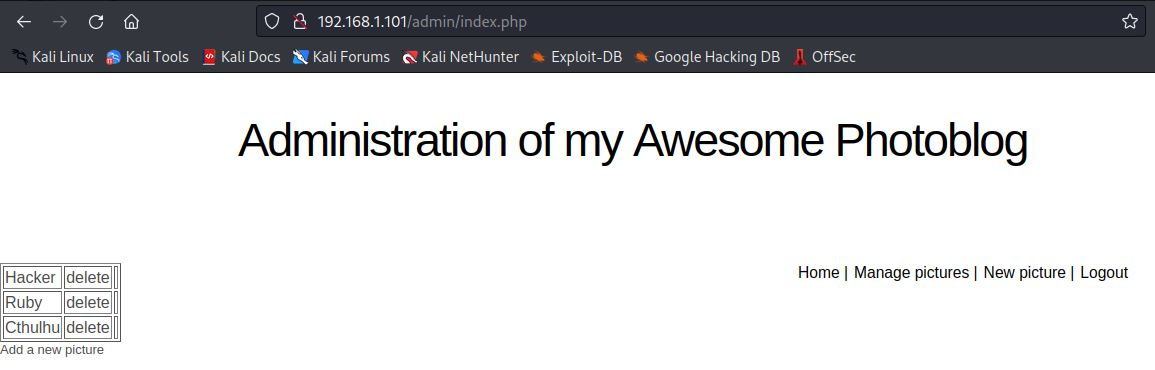 192.168.1.101/admin/index.php
Kali Linux Kali Tools Kali Docs Kali Forums Kali NetHunter Exploit-DB Google Hacking DB OffSec
Administration of my Awesome Photoblog
Home | Manage pictures | New picture | Logout
Hacker delete
Ruby delete
Cthulhu delete
Add a new picture